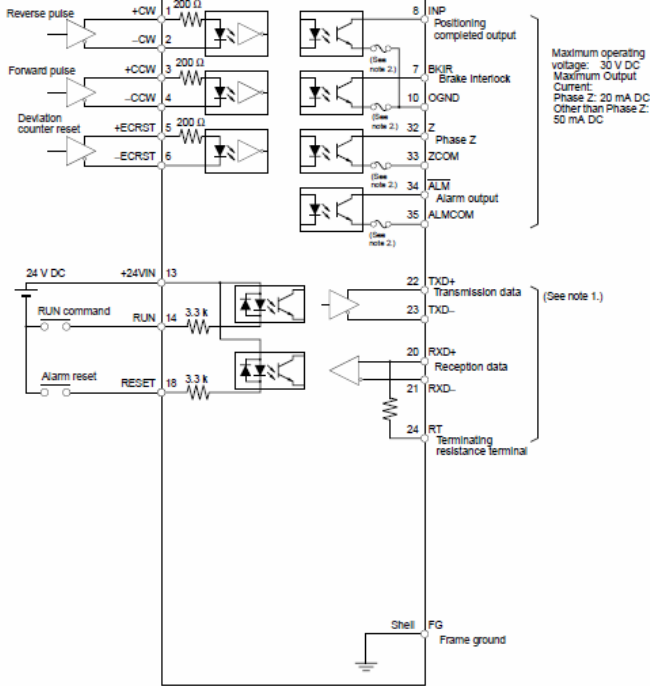 Reverse pulse
+CW
1
200 Ω
–CW
2
Forward pulse
+CCW
3
200 Ω
–CCW
4
Deviation
counter reset
+ECRST
5
200 Ω
–ECRST
6
24 V DC
+24VIN
13
RUN command
RUN
14
3.3 k
Alarm reset
RESET
18
3.3 k
8
INP
Positioning
completed output
(See
note 2.)
7
BKIR
Brake Interlock
10
OGND
(See
note 2.)
32
Z
Phase Z
33
ZCOM
(See
note 2.)
34
ALM
Alarm output
35
ALMCOM
(See
note 2.)
Maximum operating
voltage: 30 V DC
Maximum Output
Current:
Phase Z: 20 mA DC
Other than Phase Z:
50 mA DC
22
TXD+
Transmission data
23
TXD–
(See note 1.)
20
RXD+
Reception data
21
RXD–
24
RT
Terminating
resistance terminal
Shell
FG
Frame ground